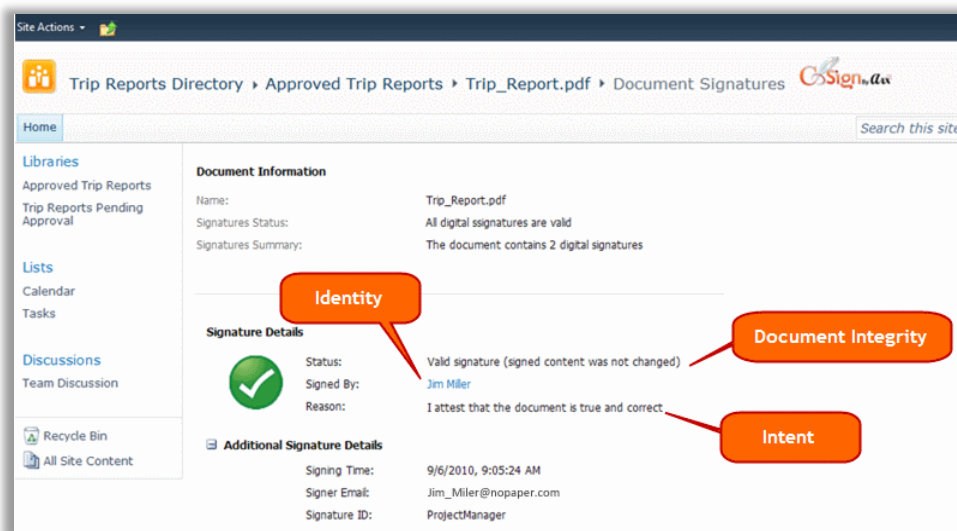 Site Actions
Trip Reports Directory › Approved Trip Reports › Trip_Report.pdf › Document Signatures CoSign by arx
Home
Search this site
Libraries
Approved Trip Reports
Trip Reports Pending
Approval
Lists
Calendar
Tasks
Discussions
Team Discussion
Recycle Bin
All Site Content
Document Information
Name: Trip_Report.pdf
Signatures Status: All digital ssignatures are valid
Signatures Summary: The document contains 2 digital signatures
Identity
Signature Details
Document Integrity
Status: Valid signature (signed content was not changed)
Signed By: Jim Miller
Reason: I attest that the document is true and correct
Intent
Additional Signature Details
Signing Time: 9/6/2010, 9:05:24 AM
Signer Email: Jim_Miler@nopaper.com
Signature ID: ProjectManager